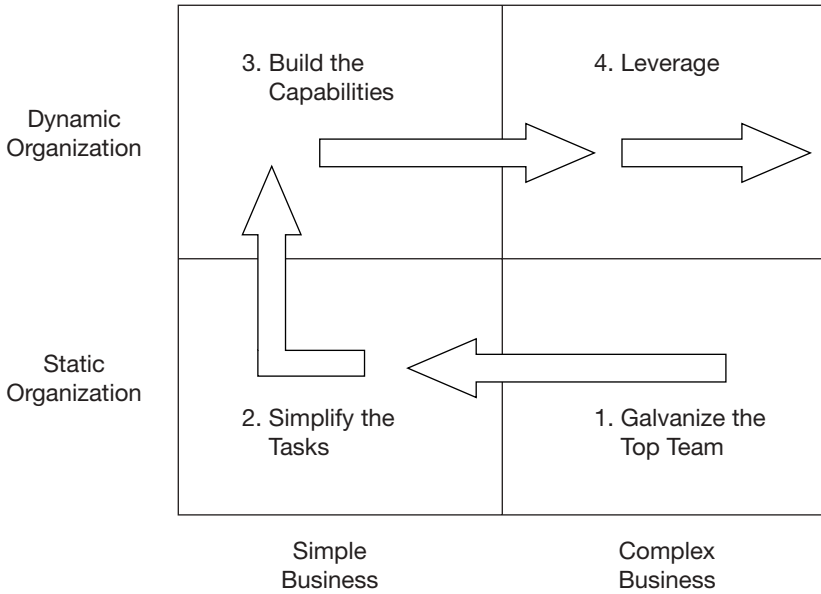 3. Build the
Capabilities
4. Leverage
Dynamic
Organization
Static
Organization
2. Simplify the
Tasks
1. Galvanize the
Top Team
Simple
Business
Complex
Business